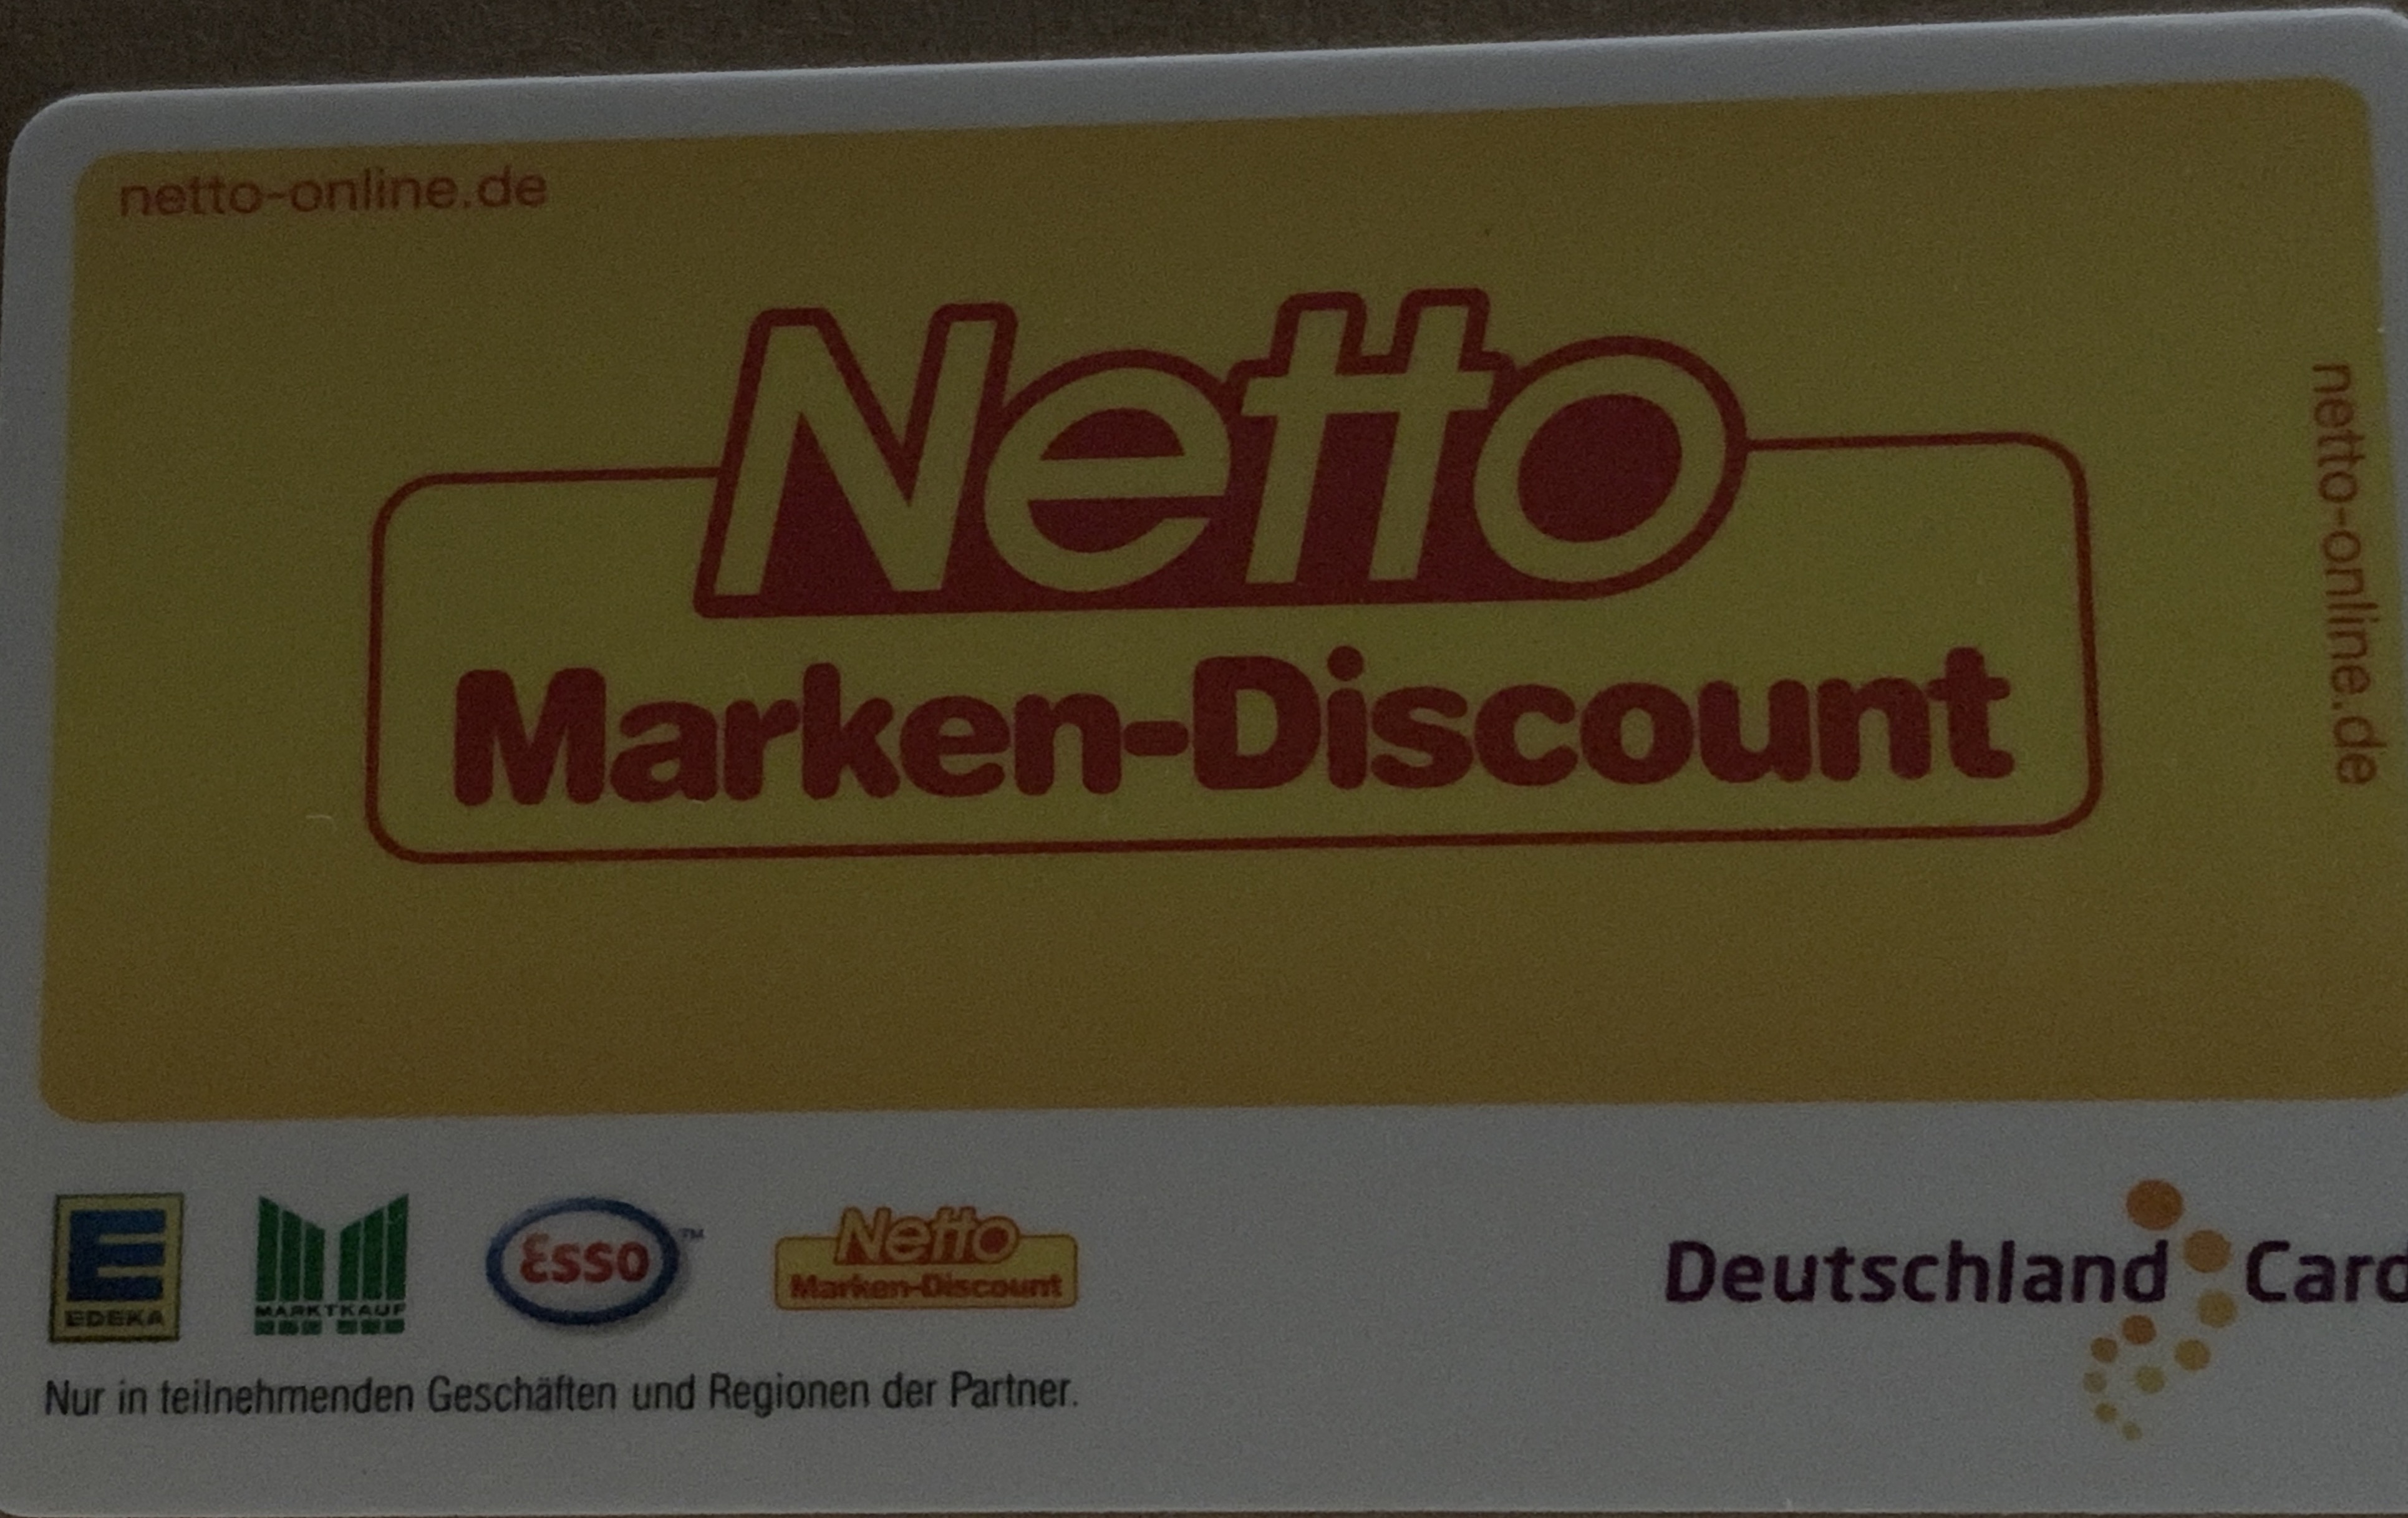 netto-online.de
Netto
Marken-Discount
netto-online.de
EDEKA
MARKTKAUF
Esso™
Netto
Marken-Discount
Deutschland Card
Nur in teilnehmenden Geschäften und Regionen der Partner.